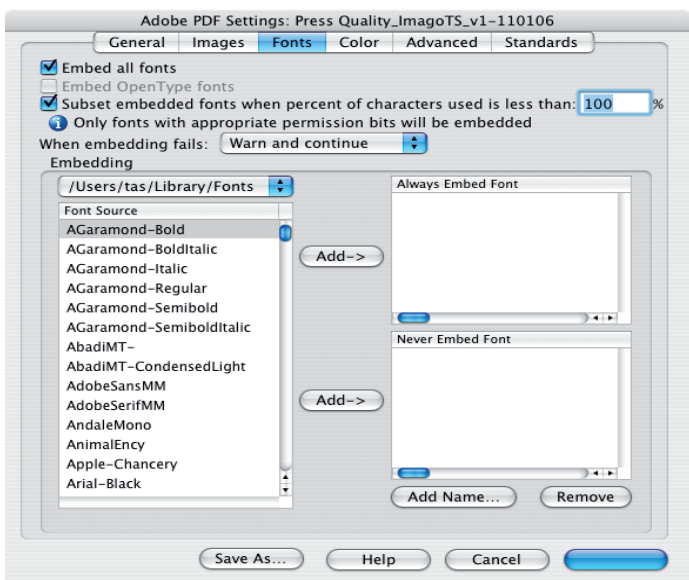 Adobe PDF Settings: Press Quality_ImagoTS_v1-110106
General Images Fonts Color Advanced Standards
Embed all fonts
Embed OpenType fonts
Subset embedded fonts when percent of characters used is less than: 100 %
Only fonts with appropriate permission bits will be embedded
When embedding fails: Warn and continue
Embedding
/Users/tas/Library/Fonts
Font Source
AGaramond-Bold
AGaramond-BoldItalic
AGaramond-Italic
AGaramond-Regular
AGaramond-Semibold
AGaramond-SemiboldItalic
AbadiMT-
AbadiMT-CondensedLight
AdobeSansMM
AdobeSerifMM
AndaleMono
AnimalEncy
Apple-Chancery
Arial-Black
Add->
Add->
Always Embed Font
Never Embed Font
Add Name... Remove
Save As... Help Cancel